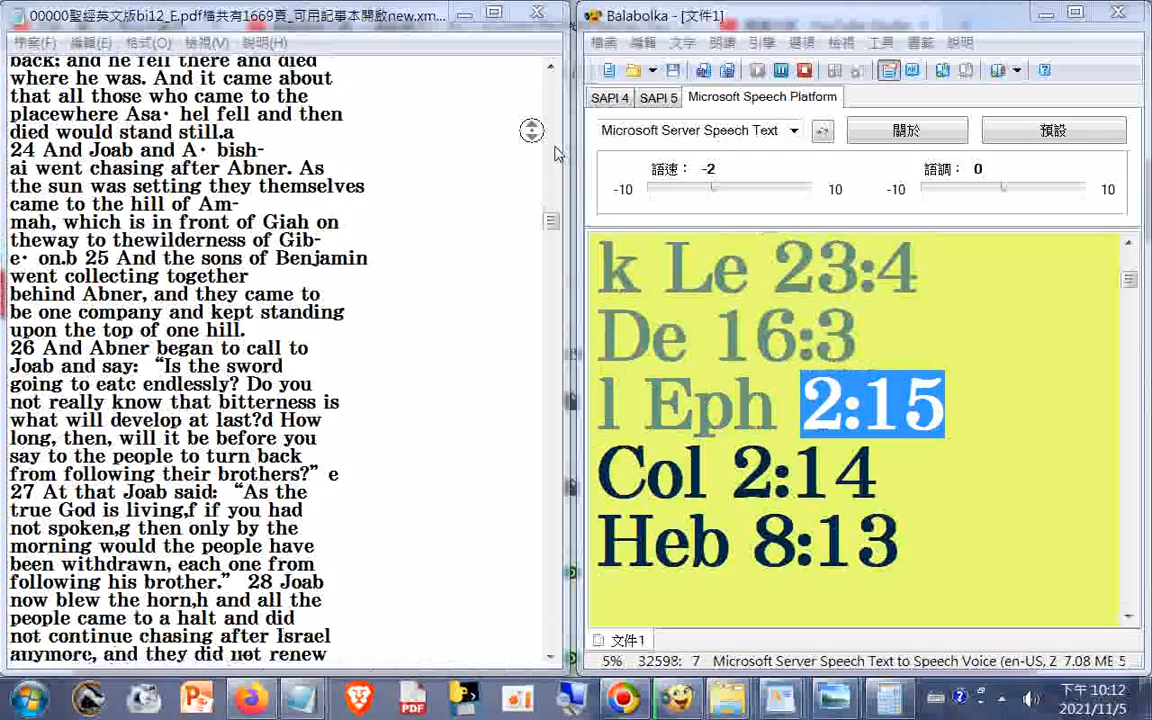 00000聖經英文版bi12_E.pdf檔共有1669頁_可用記事本開啟new.xm...
檔案(F) 編輯(E) 格式(O) 檢視(V) 說明(H)
back: and he fell there and died
where he was. And it came about
that all those who came to the
placewhere Asa· hel fell and then
died would stand still.a
24 And Joab and A· bish-
ai went chasing after Abner. As
the sun was setting they themselves
came to the hill of Am-
mah, which is in front of Giah on
theway to thewilderness of Gib-
e· on.b 25 And the sons of Benjamin
went collecting together
behind Abner, and they came to
be one company and kept standing
upon the top of one hill.
26 And Abner began to call to
Joab and say: “Is the sword
going to eatc endlessly? Do you
not really know that bitterness is
what will develop at last?d How
long, then, will it be before you
say to the people to turn back
from following their brothers?” e
27 At that Joab said: “As the
true God is living,f if you had
not spoken,g then only by the
morning would the people have
been withdrawn, each one from
following his brother.” 28 Joab
now blew the horn,h and all the
people came to a halt and did
not continue chasing after Israel
anymore, and they did not renew
Balabolka - [文件1]
檔案 編輯 文字 朗讀 引擎 選項 檢視 工具 書籤 說明
SAPI 4 SAPI 5 Microsoft Speech Platform
Microsoft Server Speech Text 關於 預設
語速： -2 語調： 0
-10 10 -10 10
k Le 23:4
De 16:3
l Eph 2:15
Col 2:14
Heb 8:13
文件1
5% 32598: 7 Microsoft Server Speech Text to Speech Voice (en-US, Z 7.08 MB 5
PDF
下午 10:12
2021/11/5